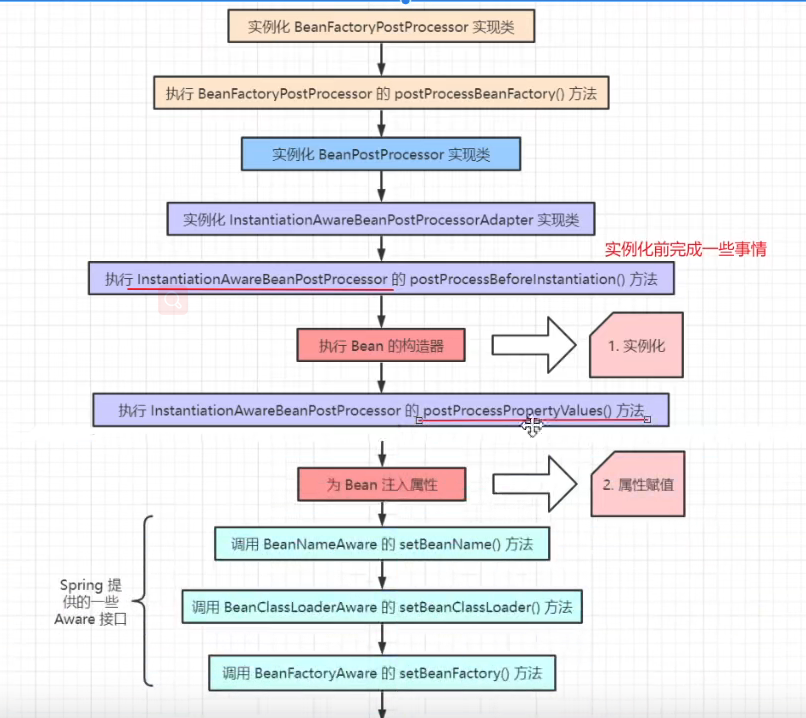 实例化 BeanFactoryPostProcessor 实现类
执行 BeanFactoryPostProcessor 的 postProcessBeanFactory() 方法
实例化 BeanPostProcessor 实现类
实例化 InstantiationAwareBeanPostProcessorAdapter 实现类
实例化前完成一些事情
执行 InstantiationAwareBeanPostProcessor 的 postProcessBeforeInstantiation() 方法
执行 Bean 的构造器
1. 实例化
执行 InstantiationAwareBeanPostProcessor 的 postProcessPropertyValues() 方法
为 Bean 注入属性
2. 属性赋值
调用 BeanNameAware 的 setBeanName() 方法
Spring 提
供的一些
Aware 接口
调用 BeanClassLoaderAware 的 setBeanClassLoader() 方法
调用 BeanFactoryAware 的 setBeanFactory() 方法